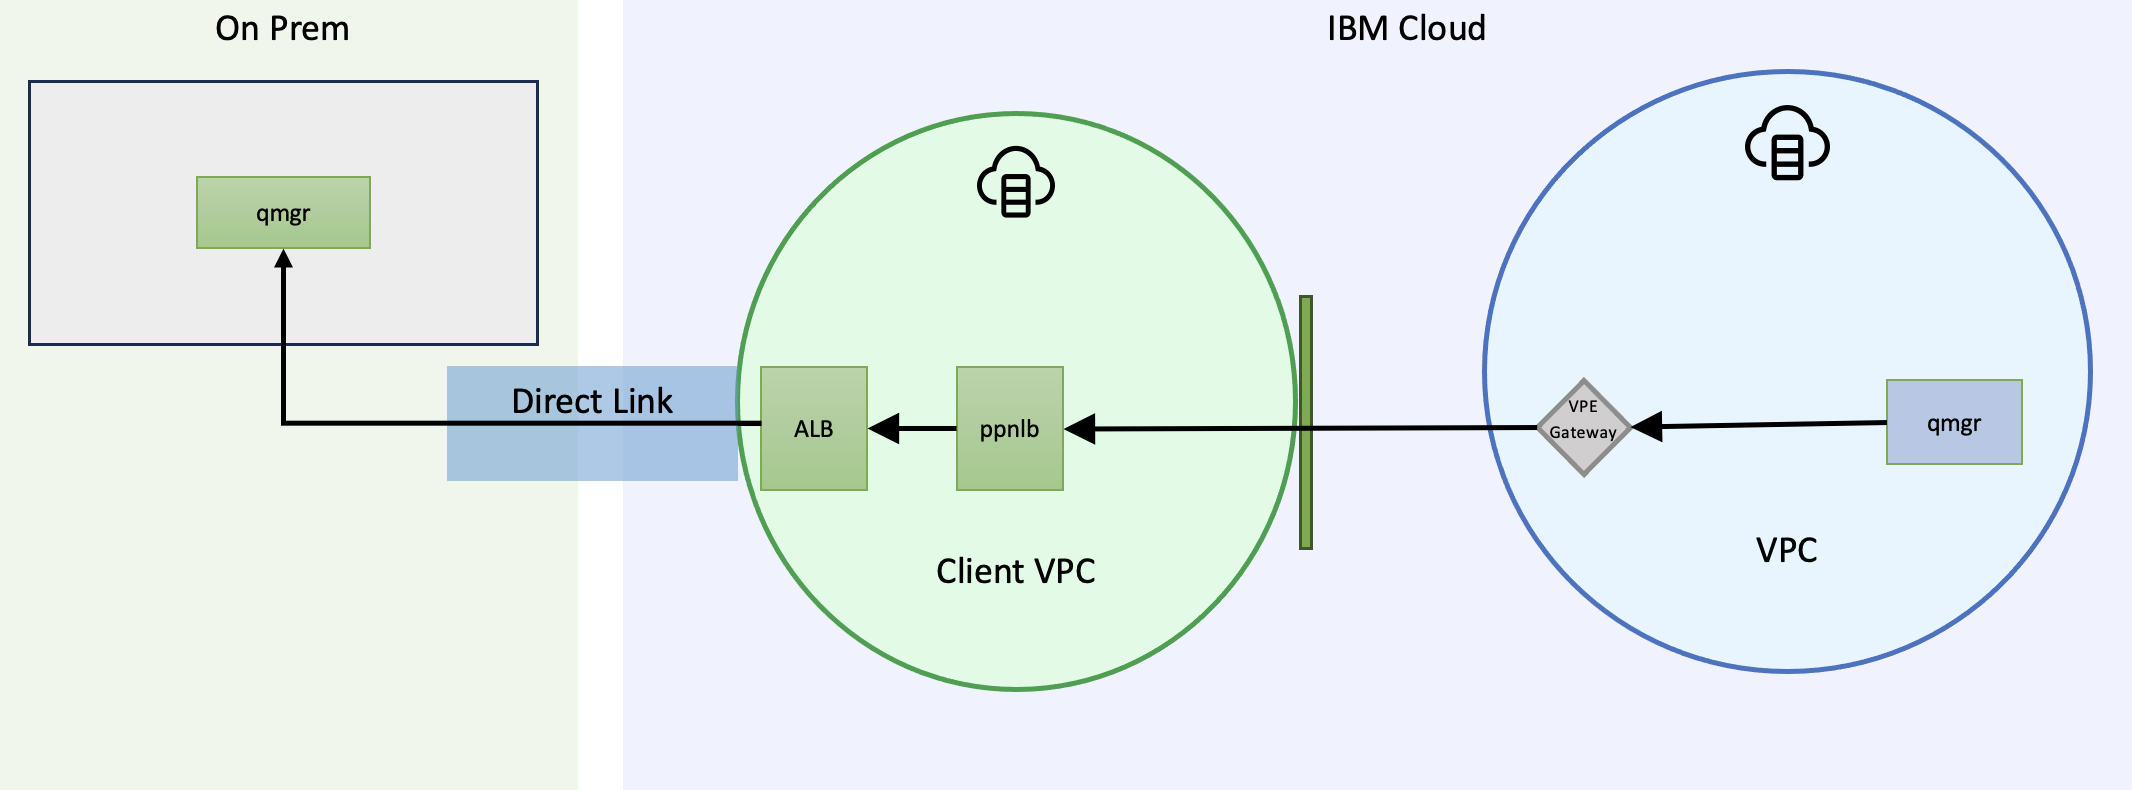 On Prem
IBM Cloud
qmgr
Direct Link
ALB
ppnlb
VPE
Gateway
qmgr
Client VPC
VPC